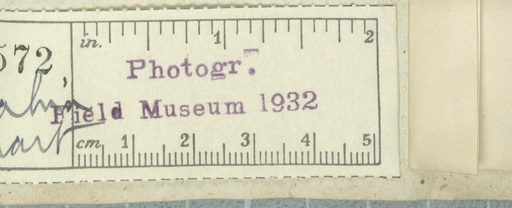 in. 1 2
572,
Photogr.
Field Museum 1932
cm 1 2 3 4 5